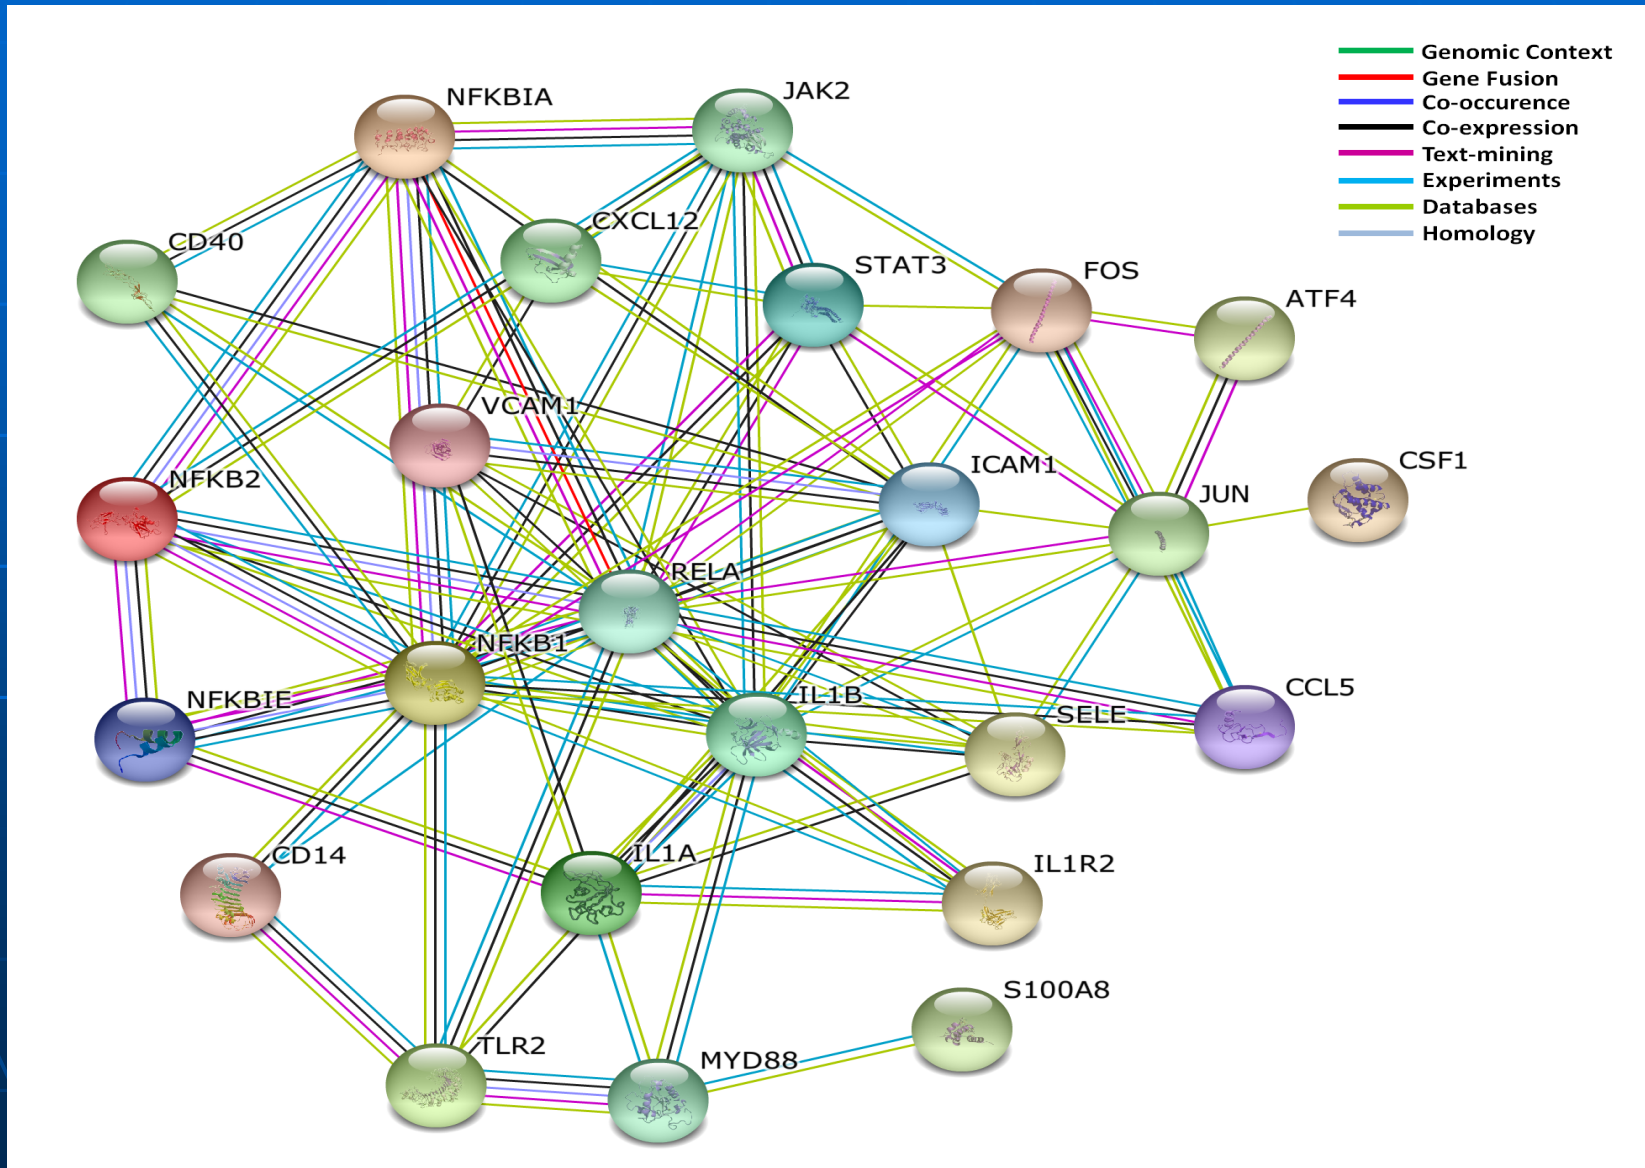 Genomic Context
Gene Fusion
Co-occurence
Co-expression
Text-mining
Experiments
Databases
Homology
NFKBIA
JAK2
CXCL12
CD40
STAT3
FOS
ATF4
VCAM1
ICAM1
CSF1
NFKB2
JUN
RELA
NFKB1
IL1B
CCL5
NFKBIE
SELE
CD14
IL1A
IL1R2
S100A8
TLR2
MYD88